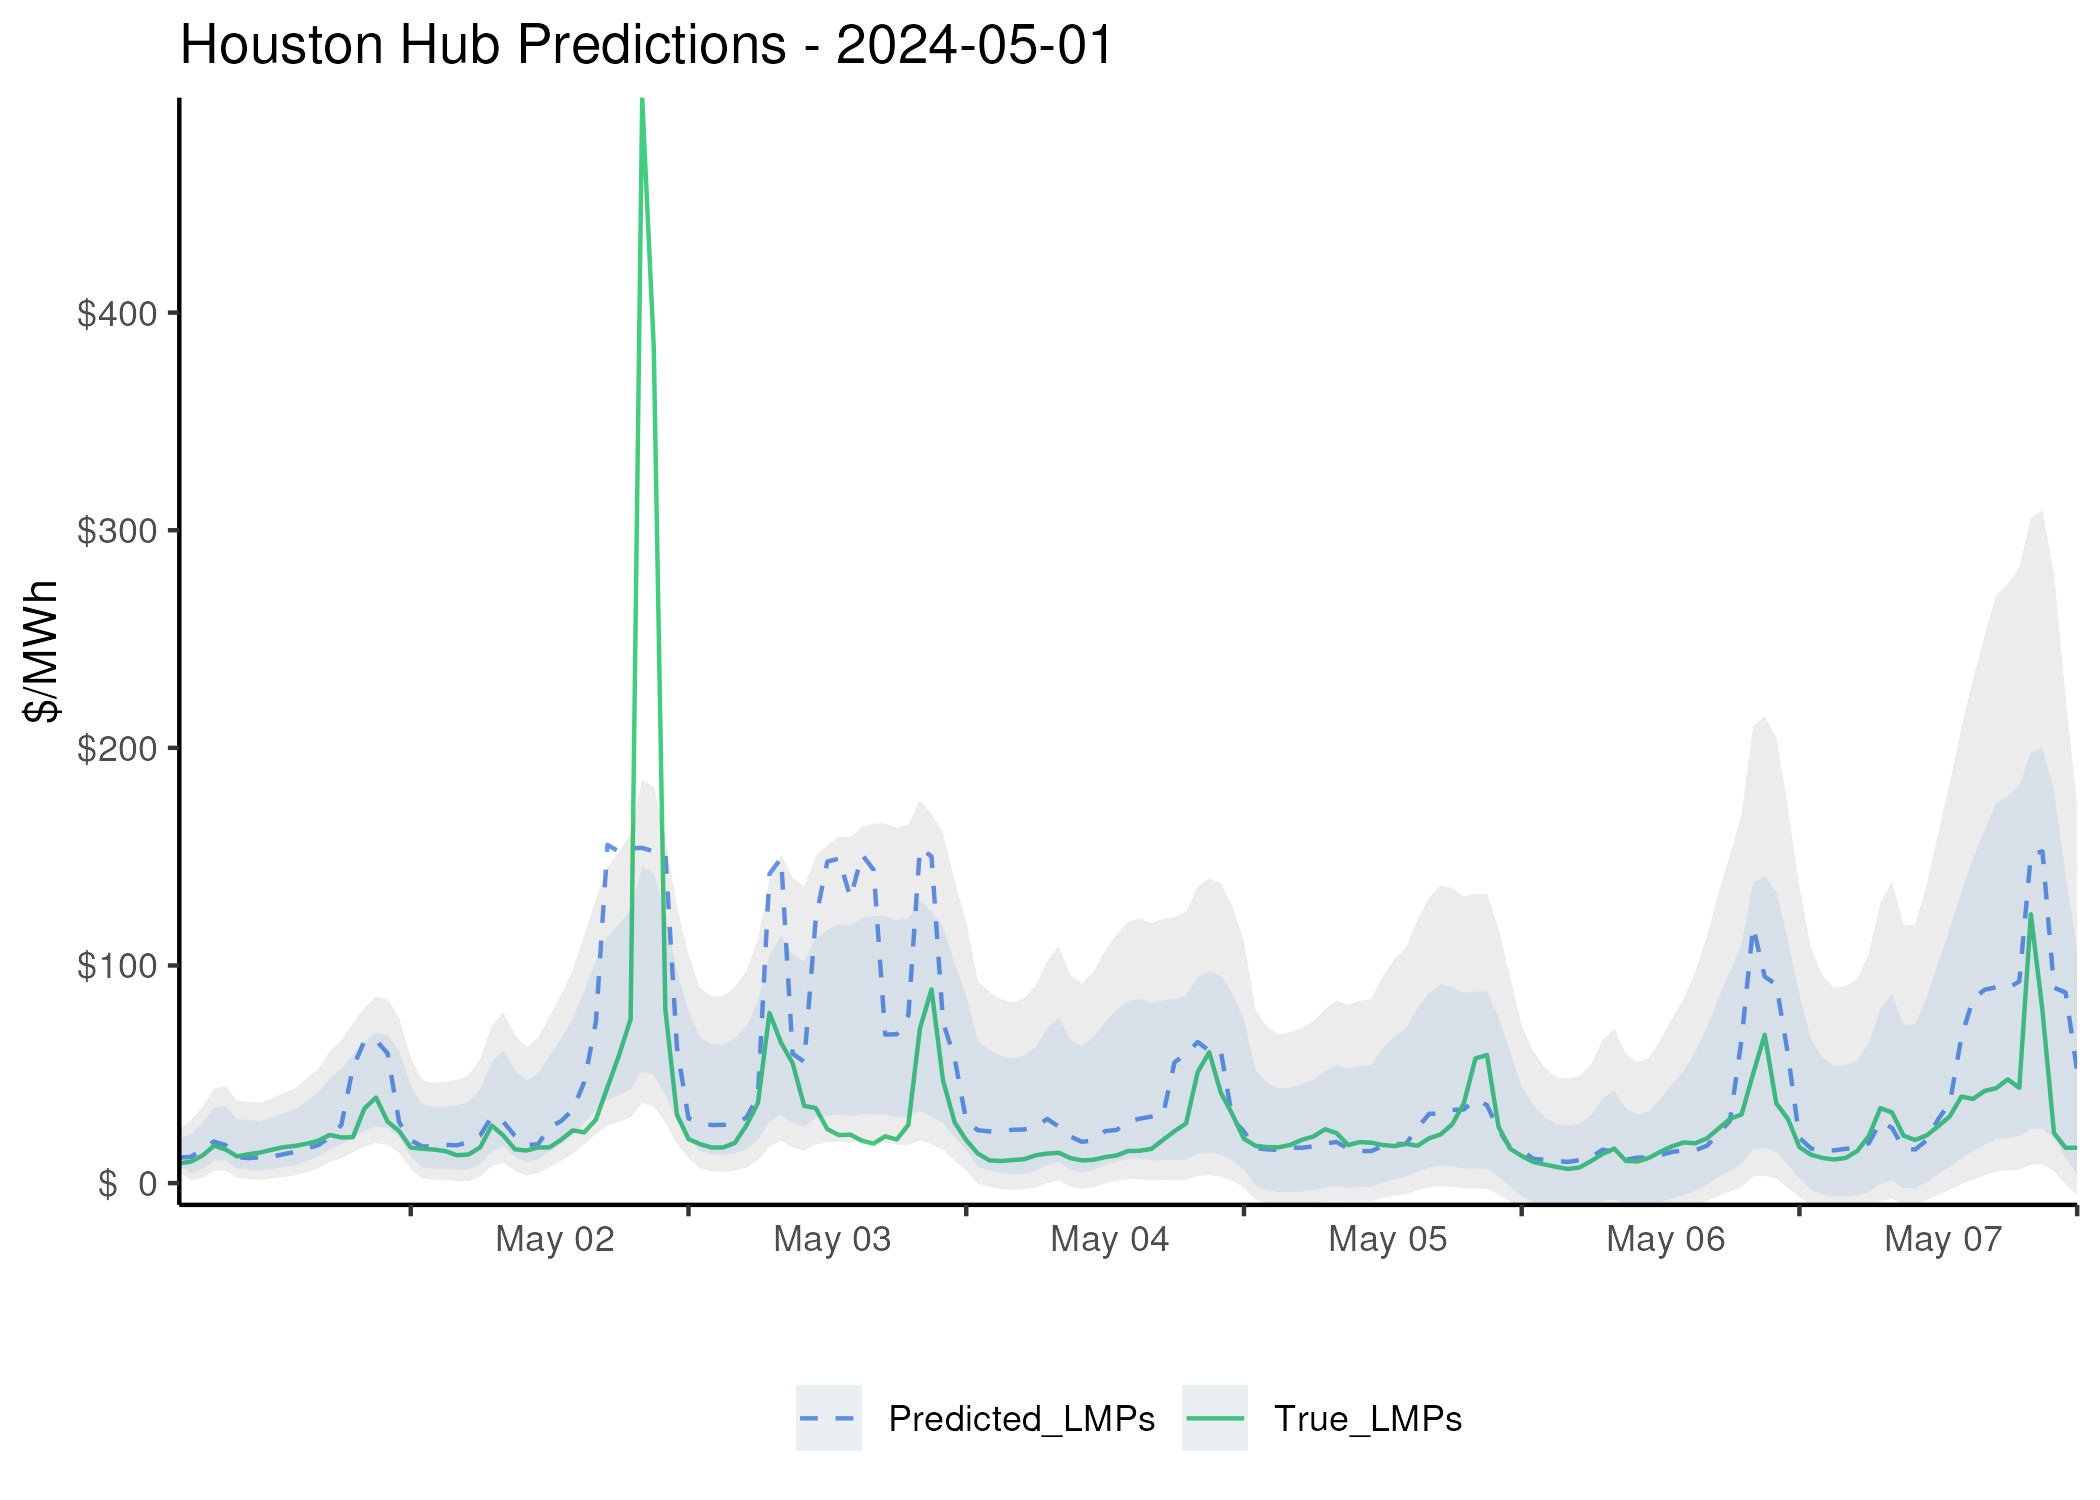 Houston Hub Predictions - 2024-05-01
$/MWh
$400
$300
$200
$100
$  0
May 02
May 03
May 04
May 05
May 06
May 07
Predicted_LMPs
True_LMPs